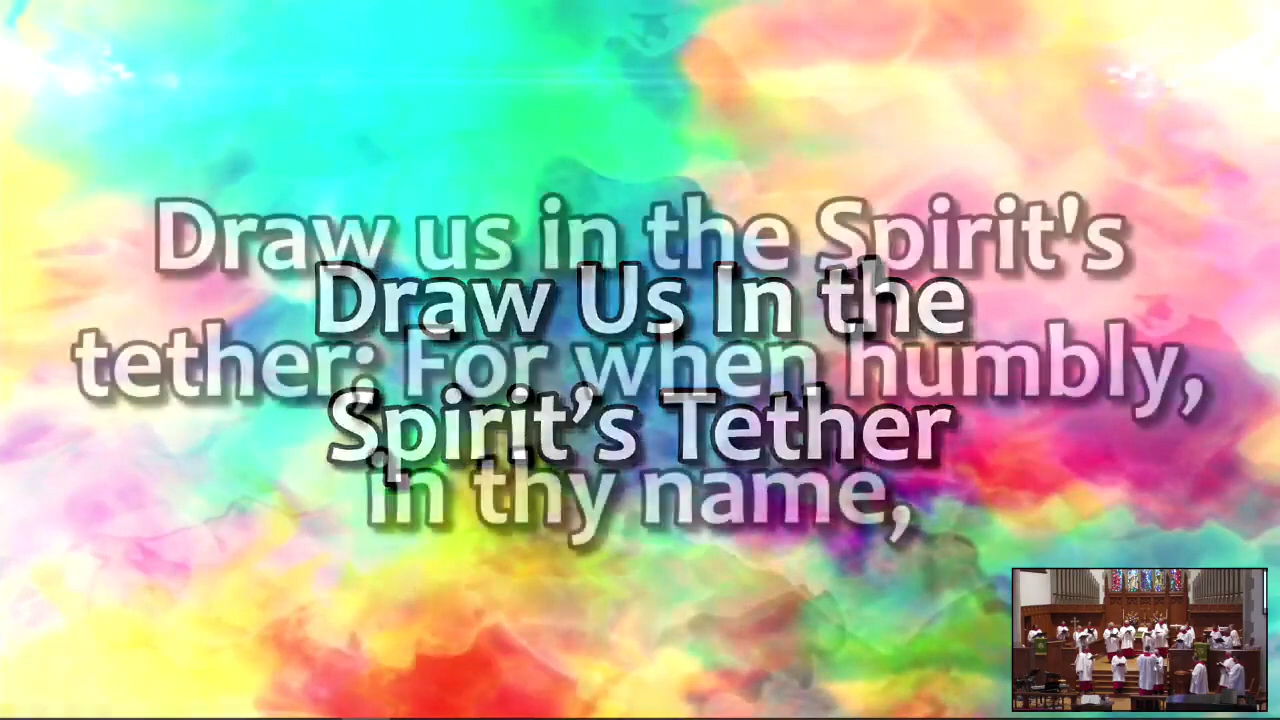 Draw us in the Spirit's
Draw Us In the
tether; For when humbly,
Spirit’s Tether
in thy name,